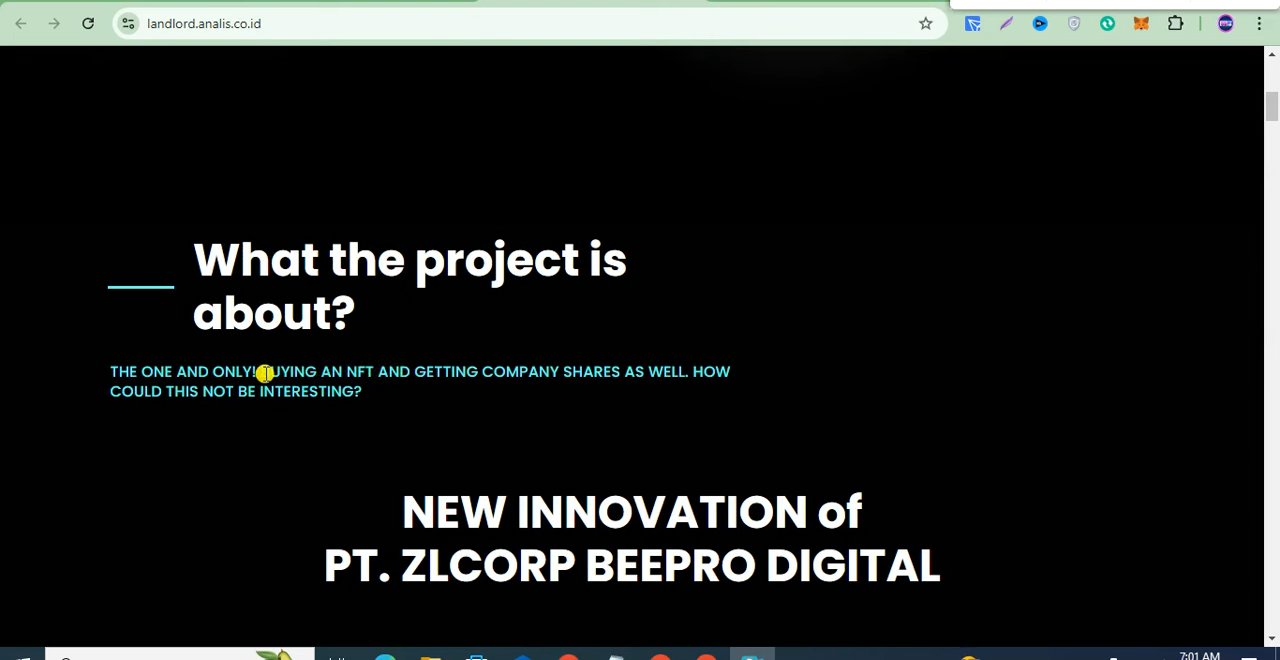 landlord.analis.co.id
What the project is
about?
THE ONE AND ONLY! BUYING AN NFT AND GETTING COMPANY SHARES AS WELL. HOW
COULD THIS NOT BE INTERESTING?
NEW INNOVATION of
PT. ZLCORP BEEPRO DIGITAL
7:01 AM